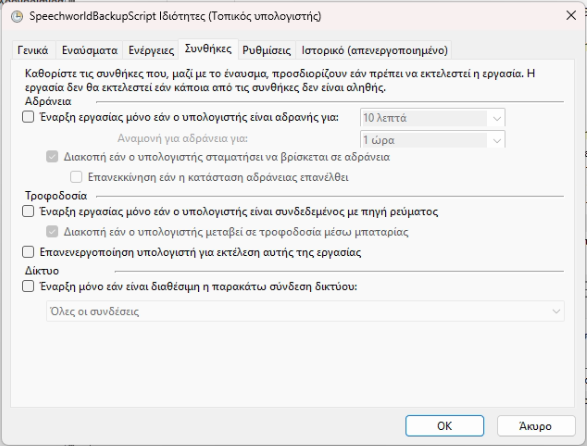 SpeechworldBackupScript Ιδιότητες (Τοπικός υπολογιστής)
Γενικά Εναύσματα Ενέργειες Συνθήκες Ρυθμίσεις Ιστορικό (απενεργοποιημένο)
Καθορίστε τις συνθήκες που, μαζί με το έναυσμα, προσδιορίζουν εάν πρέπει να εκτελεστεί η εργασία. Η
εργασία δεν θα εκτελεστεί εάν κάποια από τις συνθήκες δεν είναι αληθής.
Αδράνεια
Έναρξη εργασίας μόνο εάν ο υπολογιστής είναι αδρανής για: 10 λεπτά
Αναμονή για αδράνεια για: 1 ώρα
Διακοπή εάν ο υπολογιστής σταματήσει να βρίσκεται σε αδράνεια
Επανεκκίνηση εάν η κατάσταση αδράνειας επανέλθει
Τροφοδοσία
Έναρξη εργασίας μόνο εάν ο υπολογιστής είναι συνδεδεμένος με πηγή ρεύματος
Διακοπή εάν ο υπολογιστής μεταβεί σε τροφοδοσία μέσω μπαταρίας
Επανενεργοποίηση υπολογιστή για εκτέλεση αυτής της εργασίας
Δίκτυο
Έναρξη μόνο εάν είναι διαθέσιμη η παρακάτω σύνδεση δικτύου:
Όλες οι συνδέσεις
OK Άκυρο